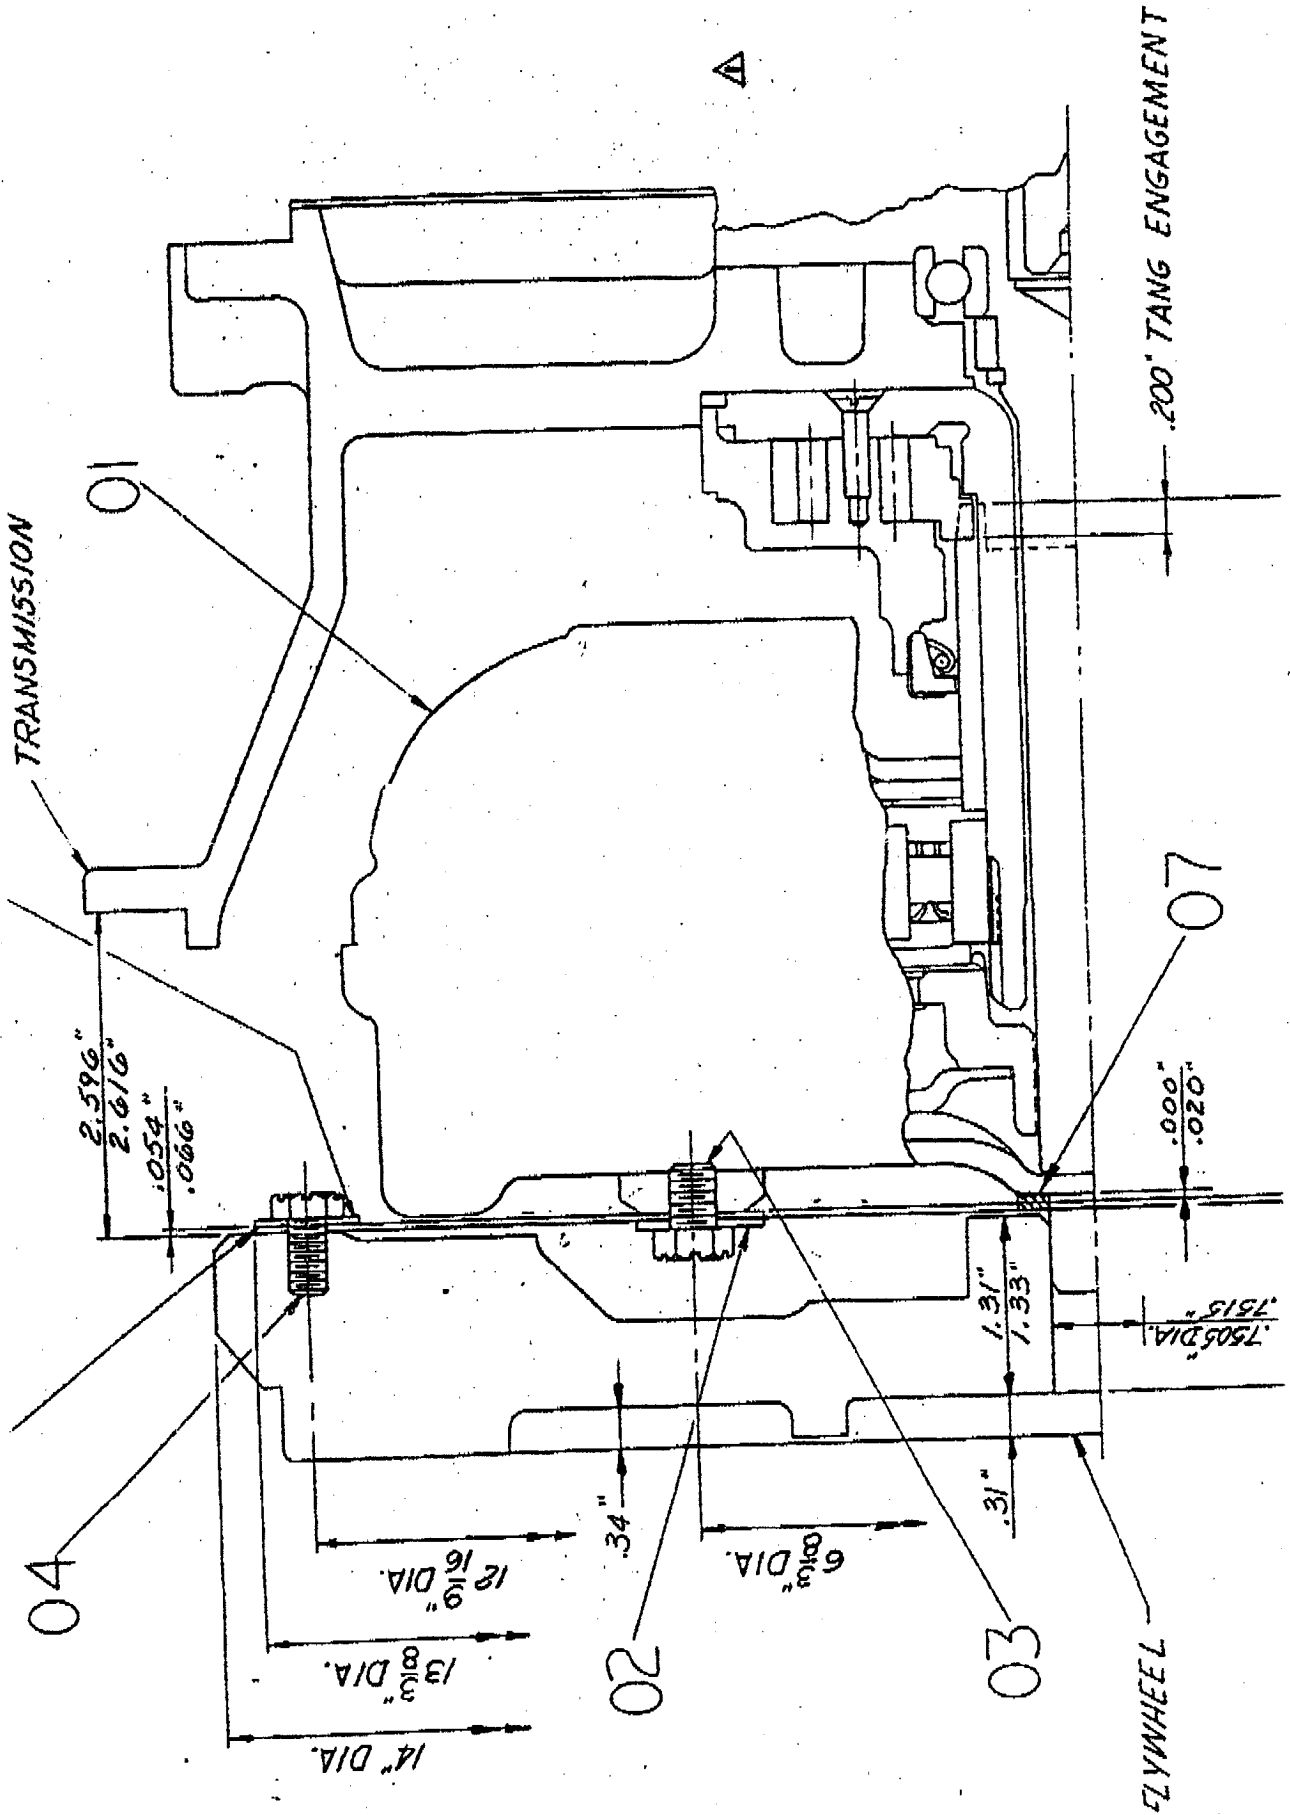 TRANSMISSION
01
.200" TANG ENGAGEMENT
2.596"
2.616"
.054"
.066"
04
07
.000"
.020"
1.31"
1.33"
.7505" DIA.
.7515"
.31"
.34"
6 3/8" DIA.
12 9/16" DIA.
13 3/8" DIA.
14" DIA.
02
03
FLYWHEEL